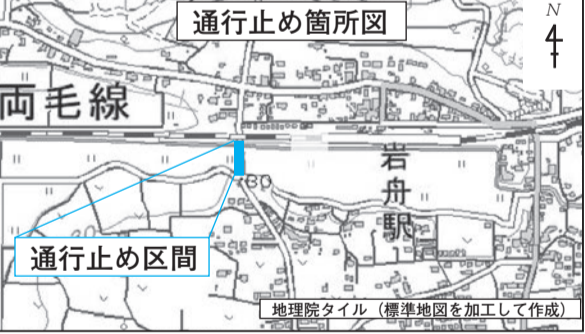 通行止め箇所図
N
両毛線
岩舟駅
通行止め区間
地理院タイル（標準地図を加工して作成）